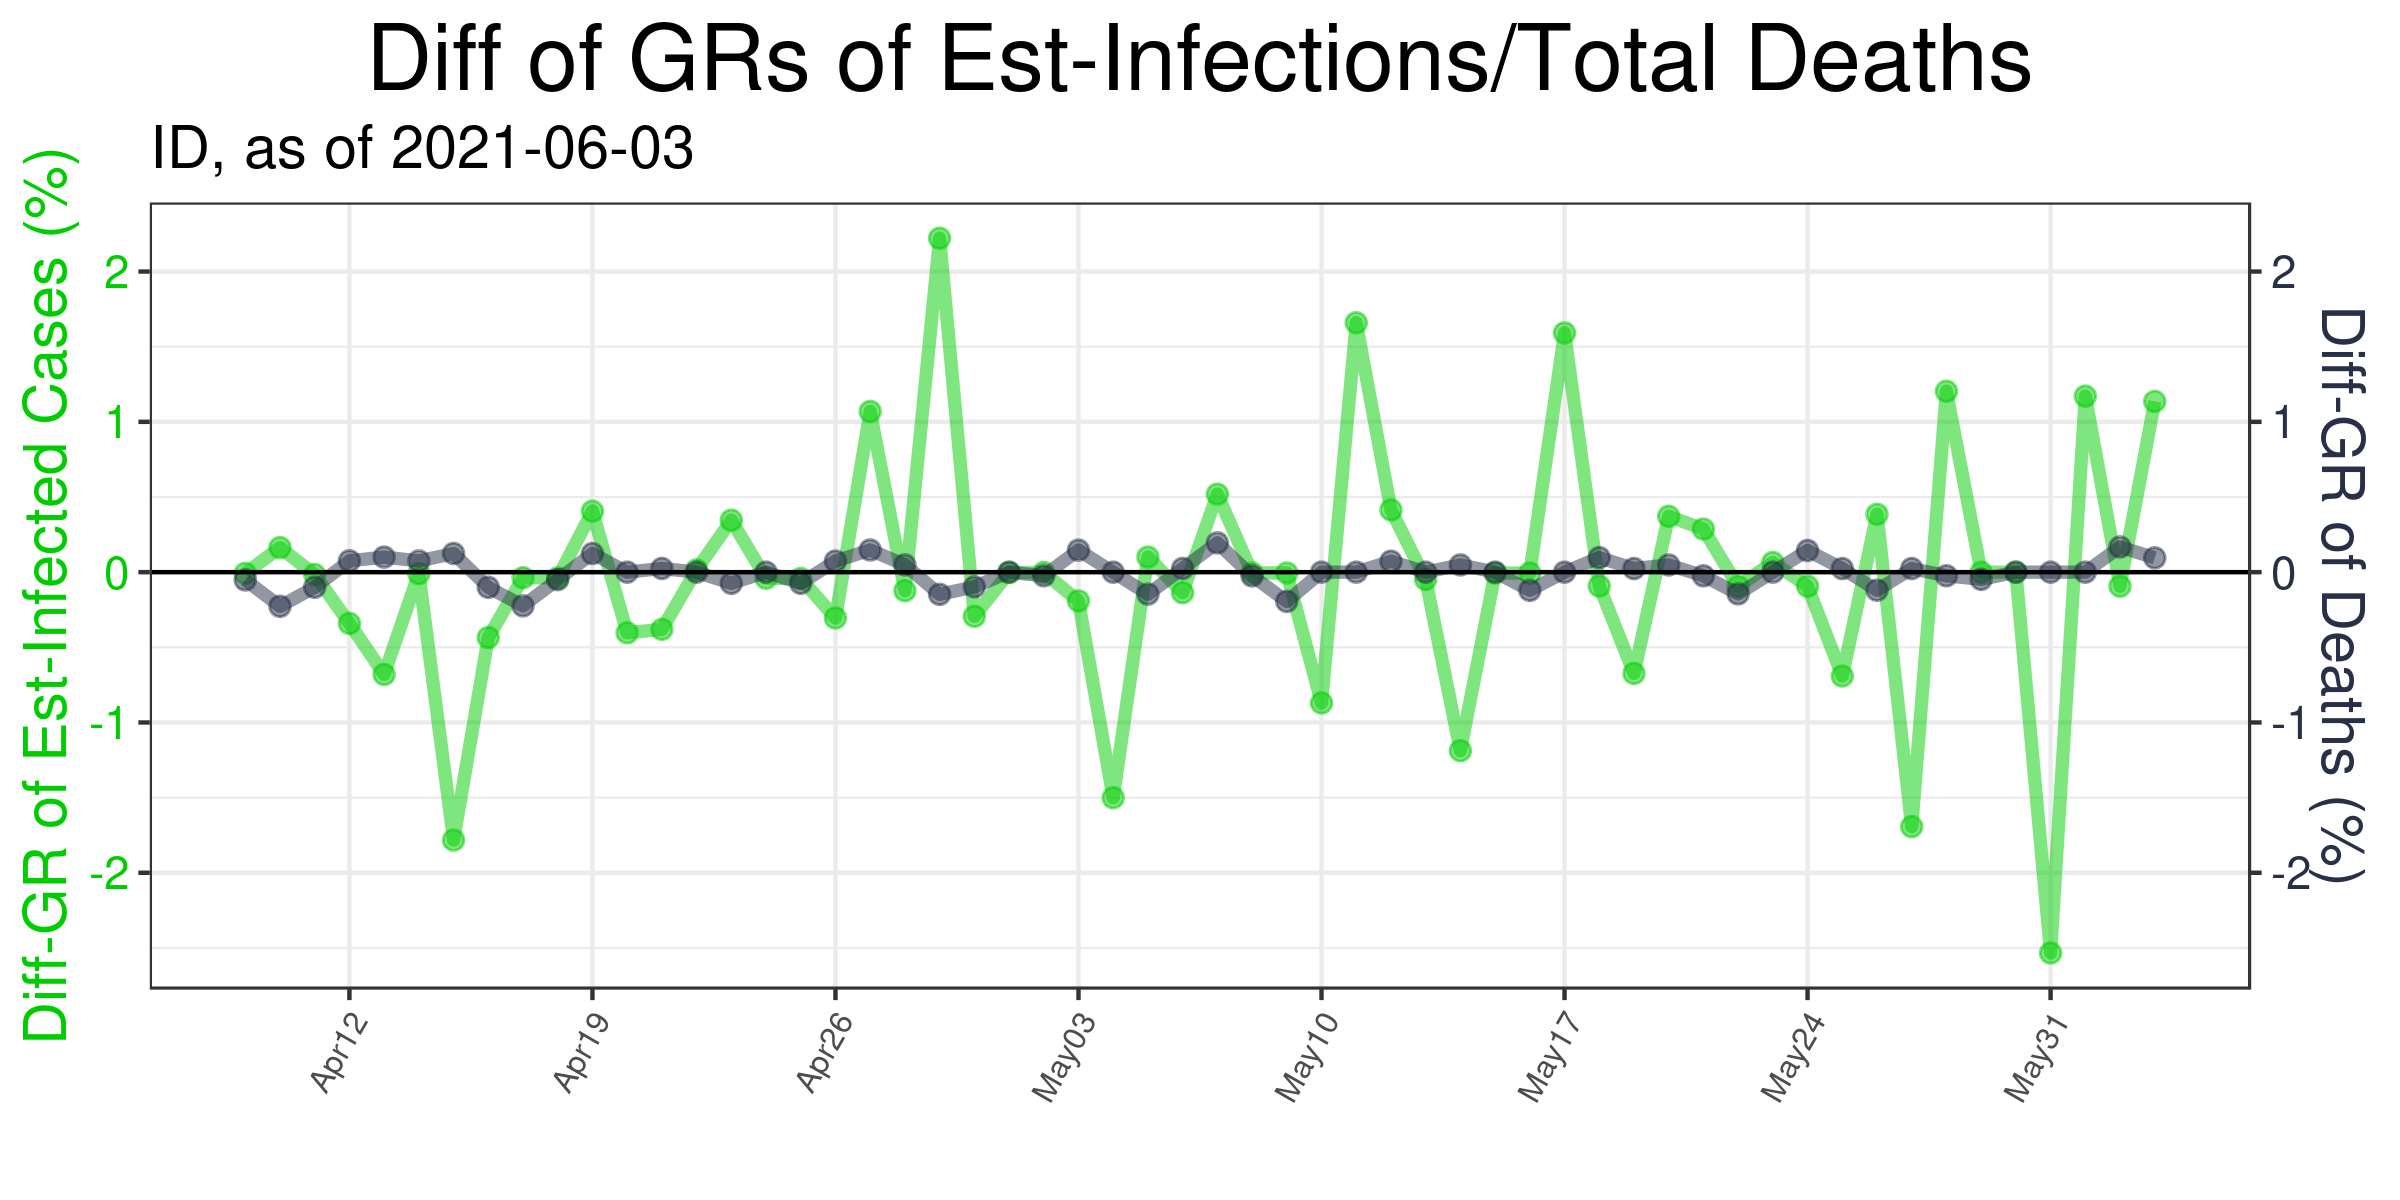 Diff of GRs of Est-Infections/Total Deaths
ID, as of 2021-06-03
Diff-GR of Est-Infected Cases (%)
2
1
0
-1
-2
2
1
0
-1
-2
Diff-GR of Deaths (%)
Apr12
Apr19
Apr26
May03
May10
May17
May24
May31